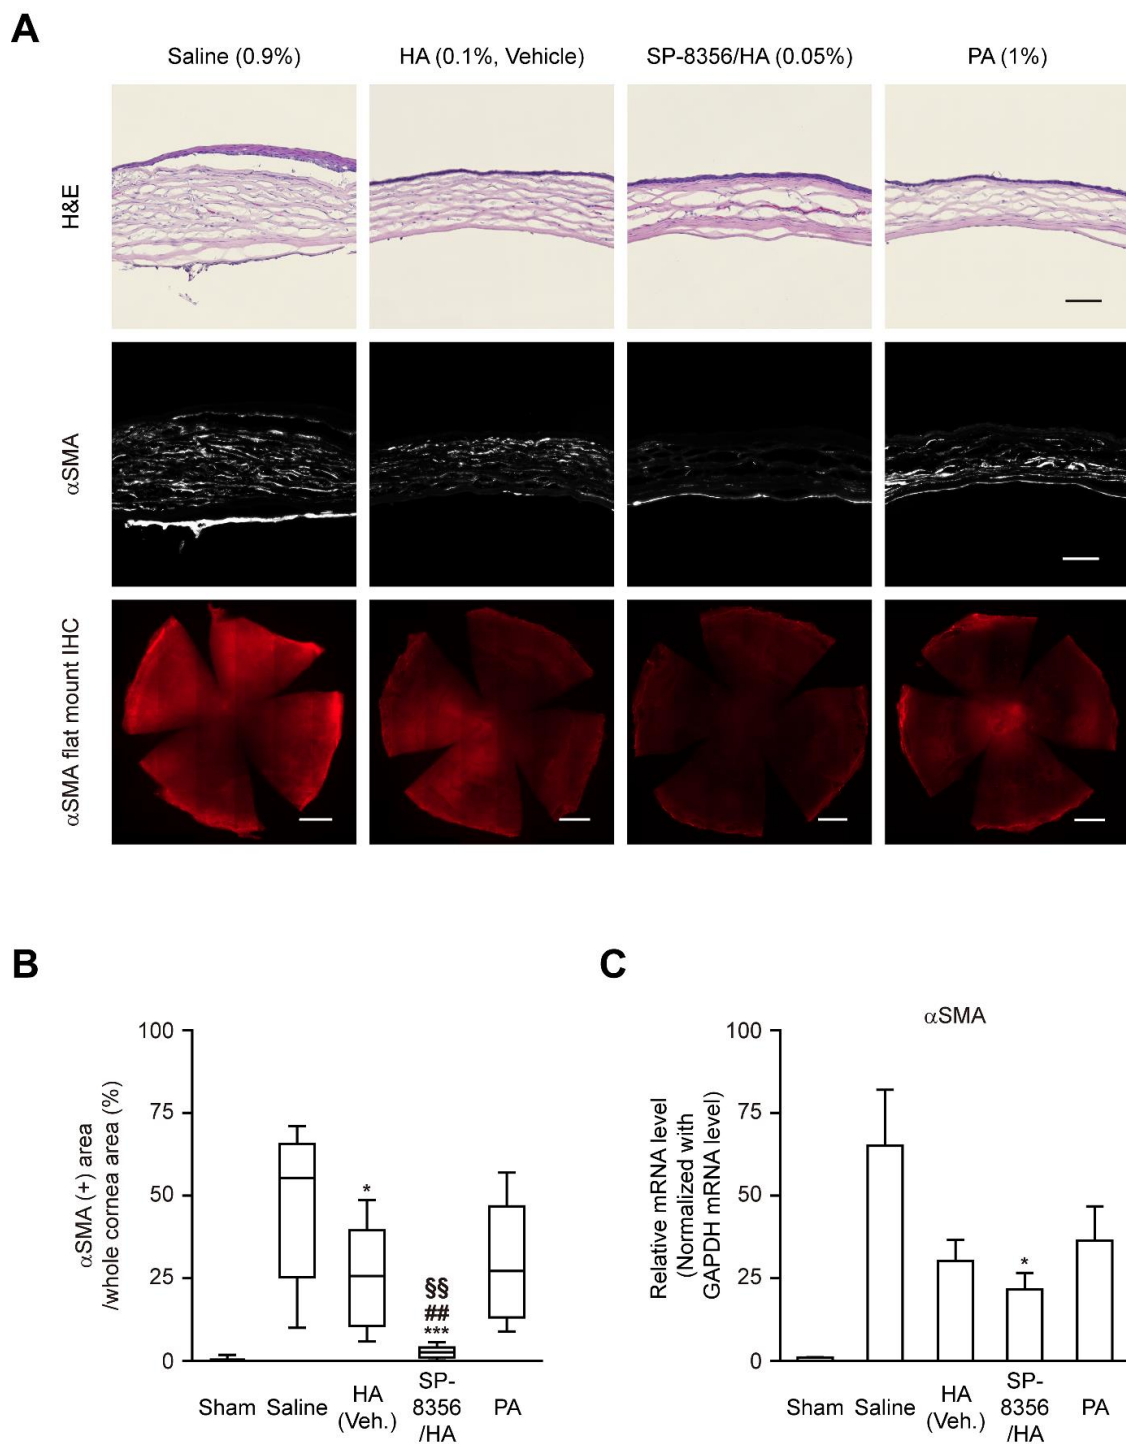 A
Saline (0.9%)
HA (0.1%, Vehicle)
SP-8356/HA (0.05%)
PA (1%)
H&E
αSMA
αSMA flat mount IHC
B
αSMA (+) area
/whole cornea area (%)
100
75
50
25
0
*
§§
##
***
Sham
Saline
HA
(Veh.)
SP-
8356
/HA
PA
C
αSMA
Relative mRNA level
(Normalized with
GAPDH mRNA level)
100
75
50
25
0
*
Sham
Saline
HA
(Veh.)
SP-
8356
/HA
PA